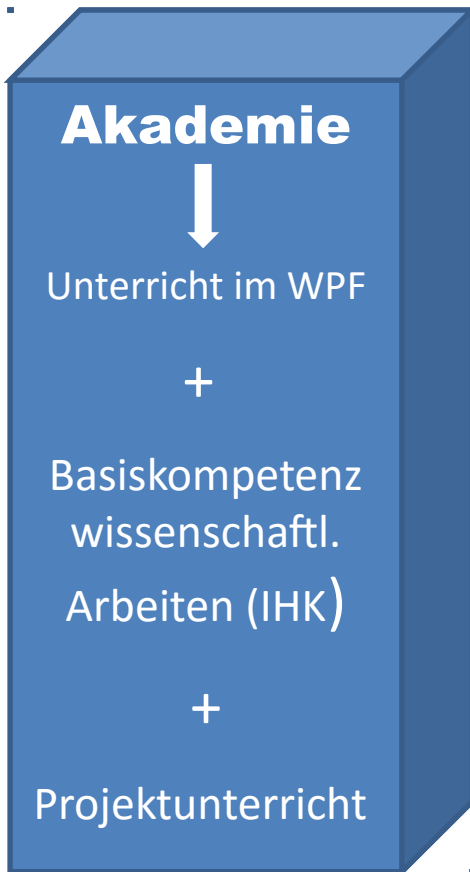 Akademie
Unterricht im WPF
+
Basiskompetenz
wissenschaftl.
Arbeiten (IHK)
+
Projektunterricht